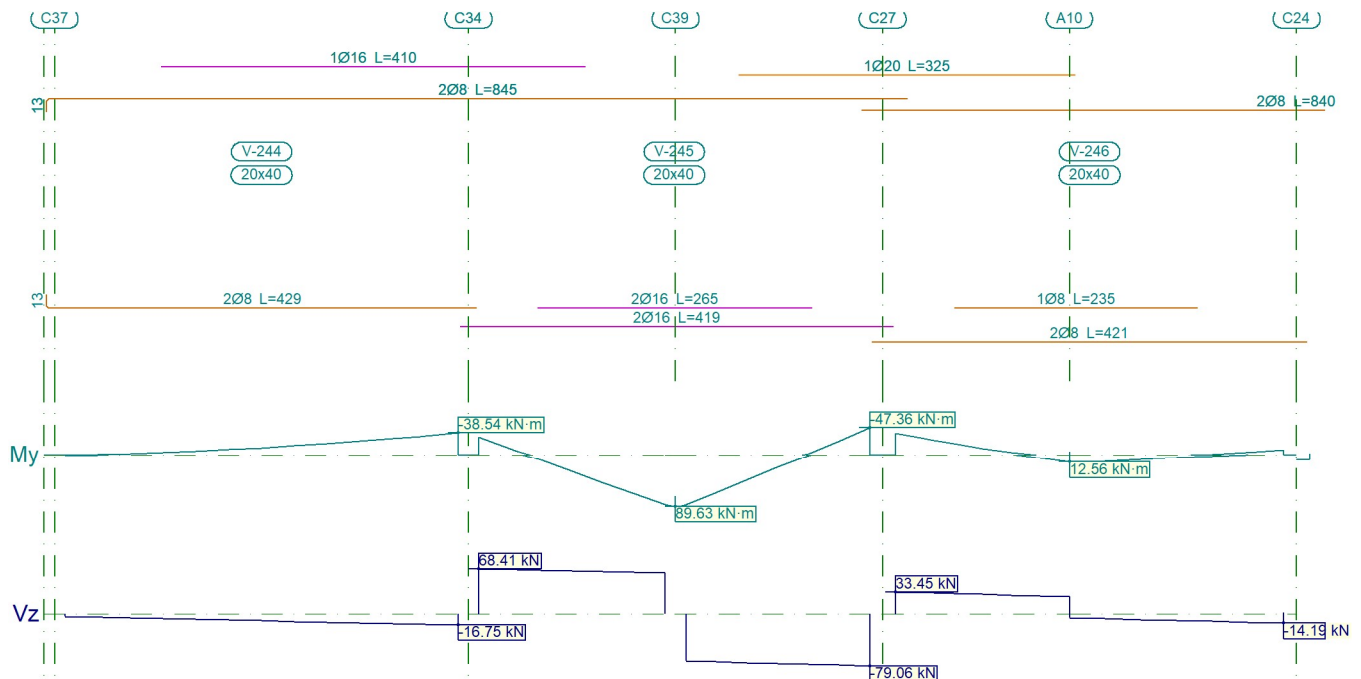 C37 C34 C39 C27 A10 C24
1Ø16 L=410
1Ø20 L=325
2Ø8 L=845
13
2Ø8 L=840
V-244 V-245 V-246
20x40 20x40 20x40
13
2Ø8 L=429
2Ø16 L=265
1Ø8 L=235
2Ø16 L=419
2Ø8 L=421
-38.54 kN·m
-47.36 kN·m
My
12.56 kN·m
89.63 kN·m
68.41 kN
33.45 kN
Vz
-16.75 kN
-14.19 kN
-79.06 kN